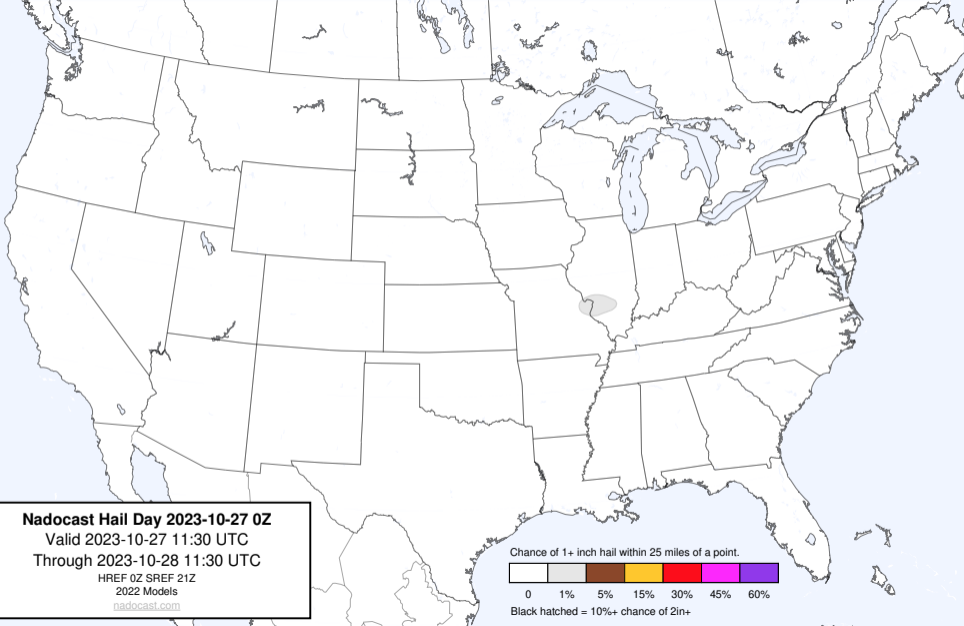 Nadocast Hail Day 2023-10-27 0Z
Valid 2023-10-27 11:30 UTC
Through 2023-10-28 11:30 UTC
HREF 0Z SREF 21Z
2022 Models
nadocast.com
Chance of 1+ inch hail within 25 miles of a point.
0 1% 5% 15% 30% 45% 60%
Black hatched = 10%+ chance of 2in+